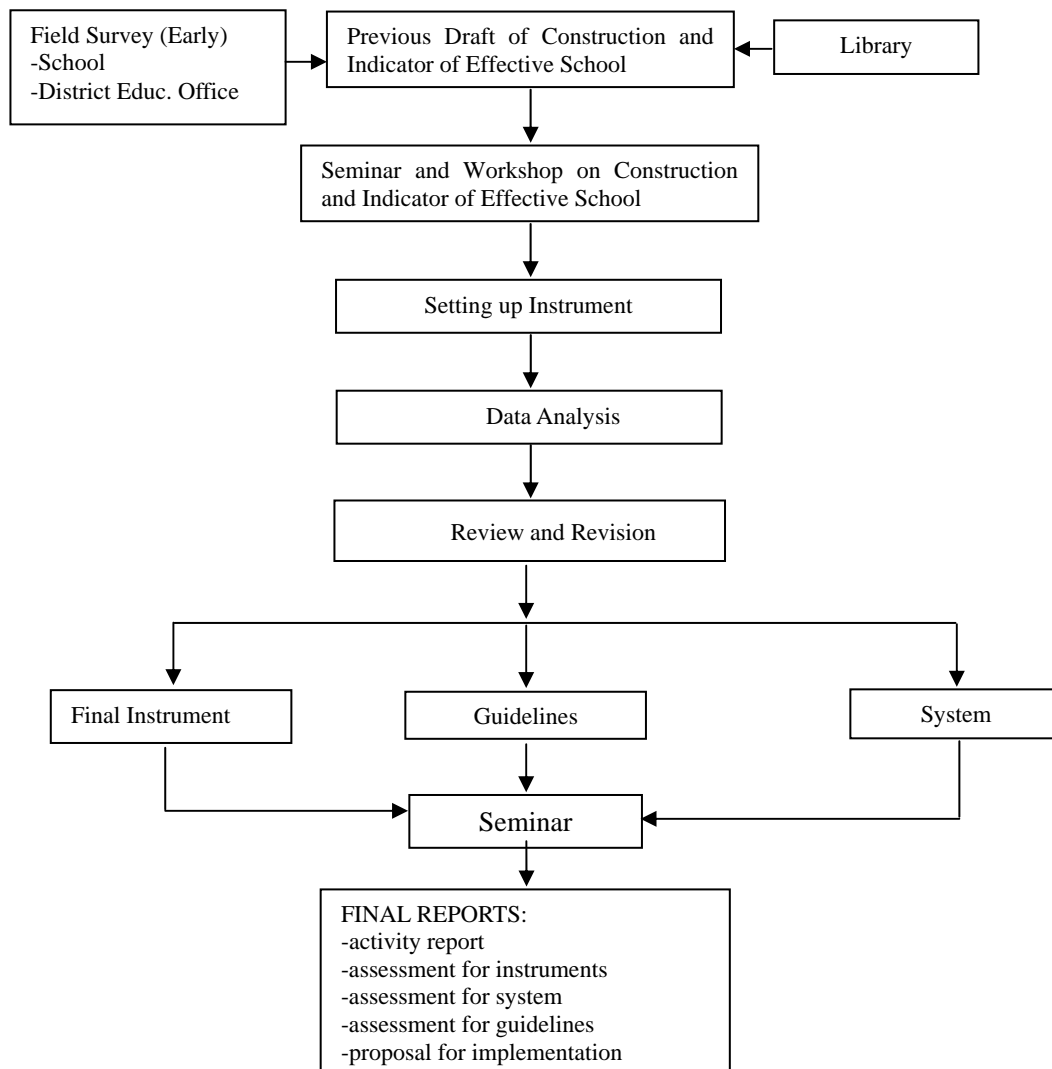 Field Survey (Early)
-School
-District Educ. Office
Previous Draft of Construction and
Indicator of Effective School
Library
Seminar and Workshop on Construction
and Indicator of Effective School
Setting up Instrument
Data Analysis
Review and Revision
Final Instrument
Guidelines
System
Seminar
FINAL REPORTS:
-activity report
-assessment for instruments
-assessment for system
-assessment for guidelines
-proposal for implementation